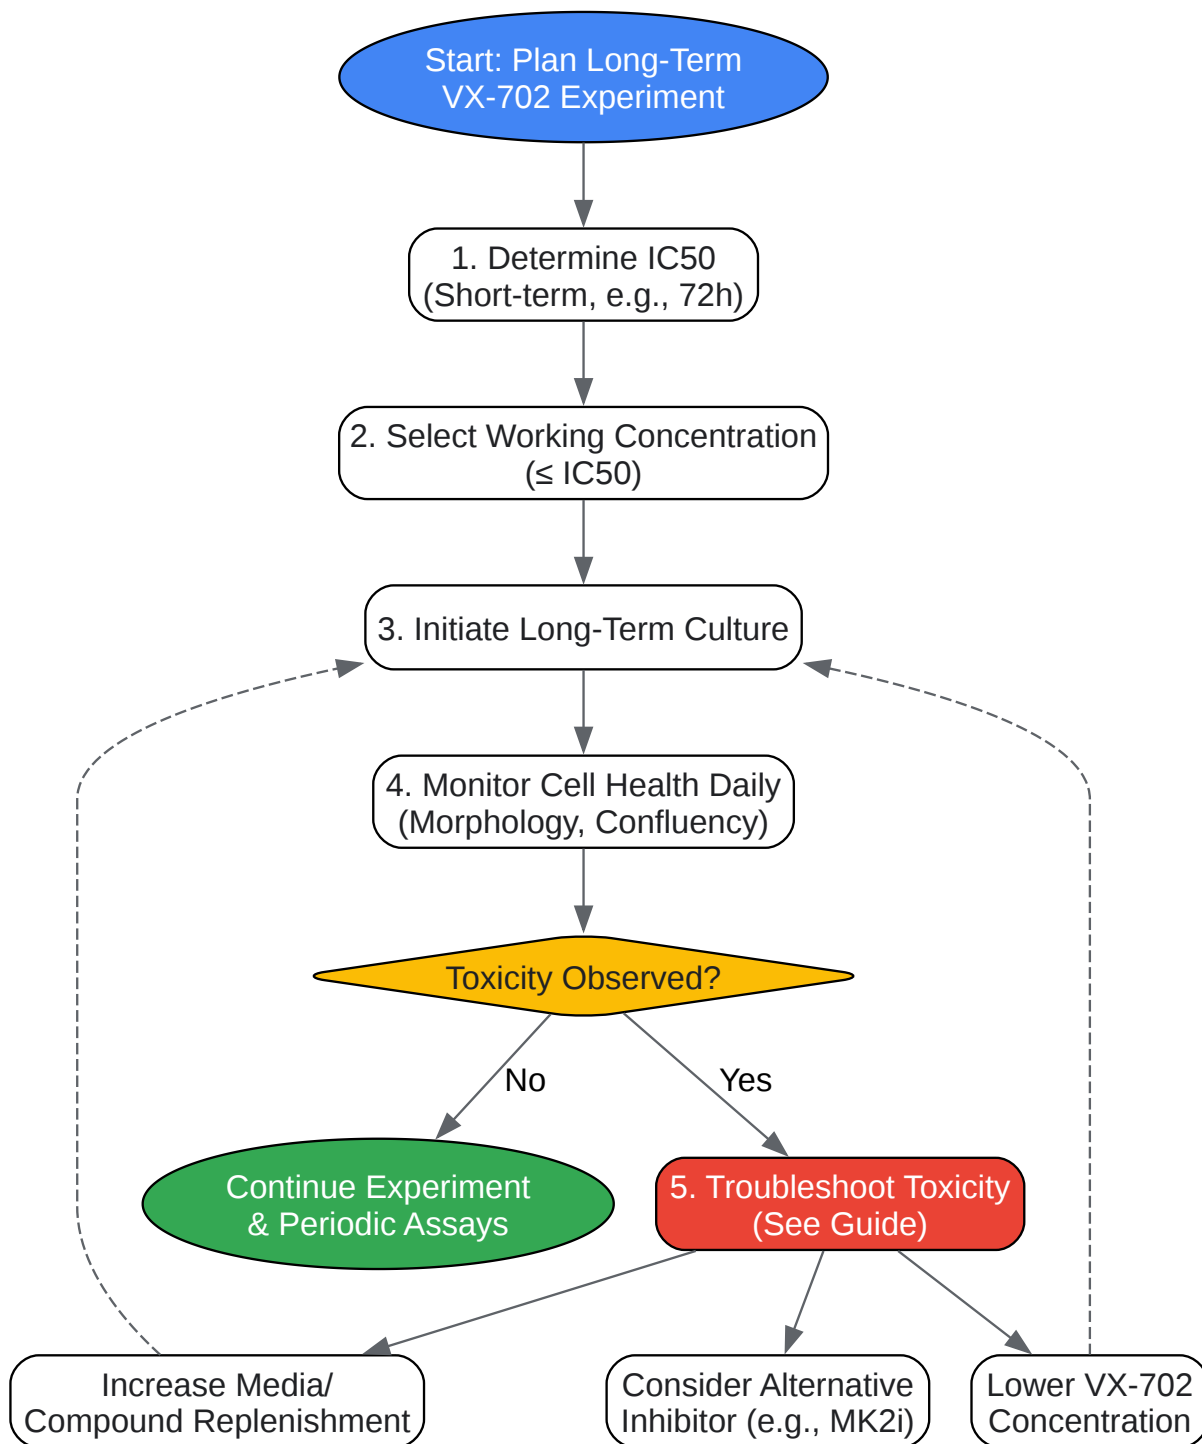 Start: Plan Long-Term
VX-702 Experiment
1. Determine IC50
(Short-term, e.g., 72h)
2. Select Working Concentration
(≤ IC50)
3. Initiate Long-Term Culture
4. Monitor Cell Health Daily
(Morphology, Confluency)
Toxicity Observed?
No
Yes
Continue Experiment
& Periodic Assays
5. Troubleshoot Toxicity
(See Guide)
Increase Media/
Compound Replenishment
Consider Alternative
Inhibitor (e.g., MK2i)
Lower VX-702
Concentration